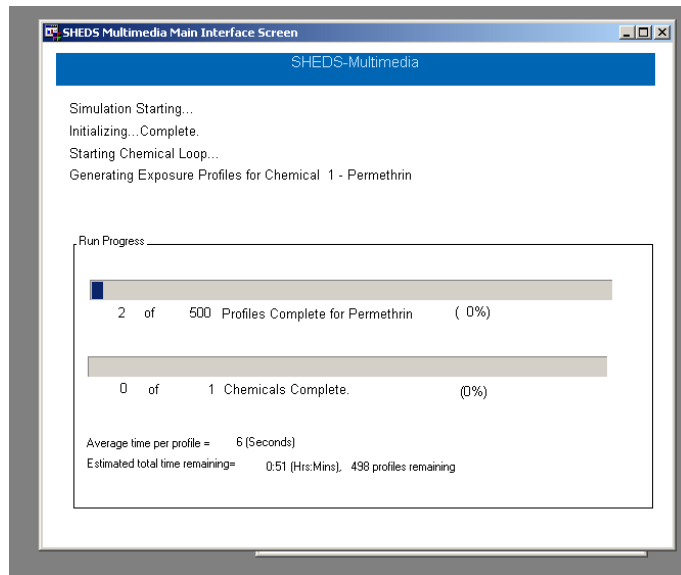 SHEDS Multimedia Main Interface Screen
SHEDS-Multimedia
Simulation Starting...
Initializing...Complete.
Starting Chemical Loop...
Generating Exposure Profiles for Chemical 1 - Permethrin
Run Progress
2 of 500 Profiles Complete for Permethrin ( 0%)
0 of 1 Chemicals Complete. (0%)
Average time per profile = 6 (Seconds)
Estimated total time remaining= 0:51 (Hrs:Mins), 498 profiles remaining